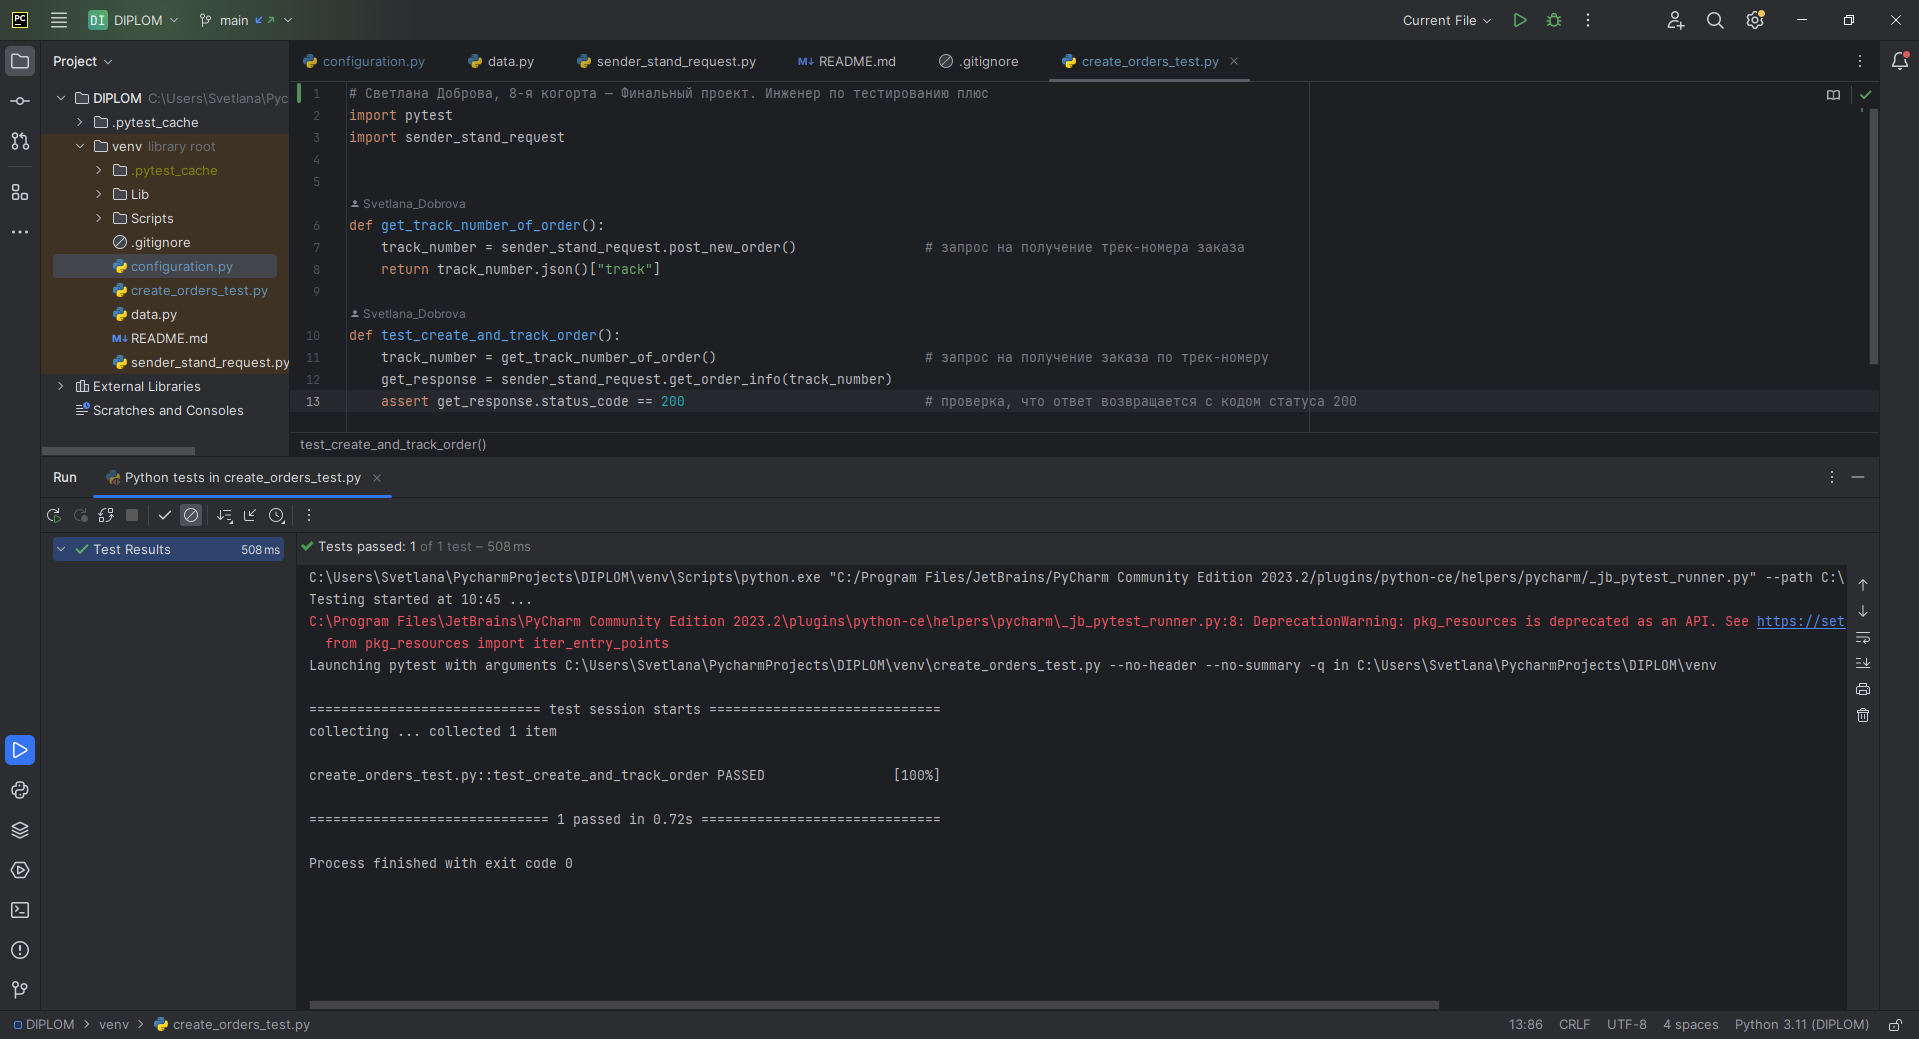 PC
DI DIPLOM main
Current File
Project
configuration.py
data.py
sender_stand_request.py
M↓ README.md
.gitignore
create_orders_test.py
DIPLOM C:\Users\Svetlana\Pyc
.pytest_cache
venv library root
.pytest_cache
Lib
Scripts
.gitignore
configuration.py
create_orders_test.py
data.py
M↓ README.md
sender_stand_request.py
External Libraries
Scratches and Consoles
1 # Светлана Доброва, 8-я когорта — Финальный проект. Инженер по тестированию плюс
2 import pytest
3 import sender_stand_request
4
5
Svetlana_Dobrova
6 def get_track_number_of_order():
7 track_number = sender_stand_request.post_new_order() # запрос на получение трек-номера заказа
8 return track_number.json()["track"]
9
Svetlana_Dobrova
10 def test_create_and_track_order():
11 track_number = get_track_number_of_order() # запрос на получение заказа по трек-номеру
12 get_response = sender_stand_request.get_order_info(track_number)
13 assert get_response.status_code == 200 # проверка, что ответ возвращается с кодом статуса 200
test_create_and_track_order()
Run Python tests in create_orders_test.py
Test Results 508 ms
Tests passed: 1 of 1 test – 508 ms
C:\Users\Svetlana\PycharmProjects\DIPLOM\venv\Scripts\python.exe "C:/Program Files/JetBrains/PyCharm Community Edition 2023.2/plugins/python-ce/helpers/pycharm/_jb_pytest_runner.py" --path C:\
Testing started at 10:45 ...
C:\Program Files\JetBrains\PyCharm Community Edition 2023.2\plugins\python-ce\helpers\pycharm\_jb_pytest_runner.py:8: DeprecationWarning: pkg_resources is deprecated as an API. See https://set
from pkg_resources import iter_entry_points
Launching pytest with arguments C:\Users\Svetlana\PycharmProjects\DIPLOM\venv\create_orders_test.py --no-header --no-summary -q in C:\Users\Svetlana\PycharmProjects\DIPLOM\venv
============================= test session starts =============================
collecting ... collected 1 item
create_orders_test.py::test_create_and_track_order PASSED [100%]
============================== 1 passed in 0.72s ==============================
Process finished with exit code 0
DIPLOM > venv > create_orders_test.py
13:86 CRLF UTF-8 4 spaces Python 3.11 (DIPLOM)